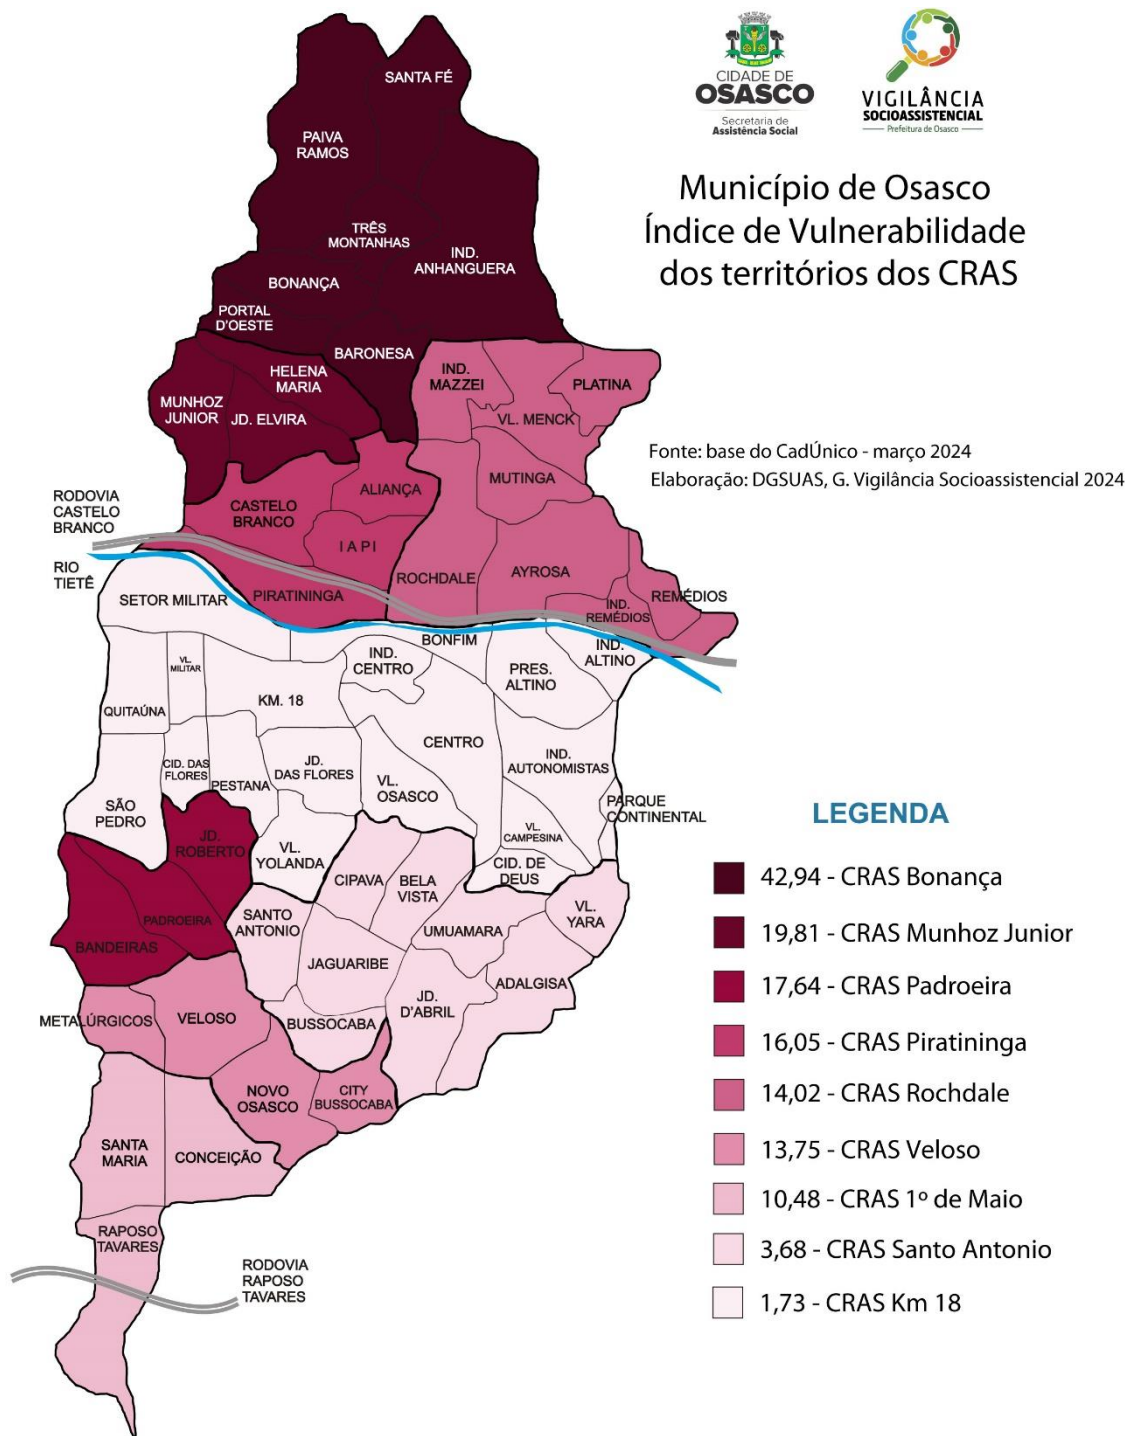 CIDADE DE
OSASCO
Secretaria de
Assistência Social
VIGILÂNCIA
SOCIOASSISTENCIAL
Prefeitura de Osasco
Município de Osasco
Índice de Vulnerabilidade
dos territórios dos CRAS
Fonte: base do CadÚnico - março 2024
Elaboração: DGSUAS, G. Vigilância Socioassistencial 2024
SANTA FÉ
PAIVA
RAMOS
TRÊS
MONTANHAS
IND.
ANHANGUERA
BONANÇA
PORTAL
D'OESTE
BARONESA
HELENA
MARIA
MUNHOZ
JUNIOR
JD. ELVIRA
IND.
MAZZEI
PLATINA
VL. MENCK
MUTINGA
ALIANÇA
CASTELO
BRANCO
I A P I
RODOVIA
CASTELO
BRANCO
RIO
TIETÊ
ROCHDALE
AYROSA
REMÉDIOS
IND.
REMÉDIOS
PIRATININGA
SETOR MILITAR
BONFIM
IND.
ALTINO
IND.
CENTRO
PRES.
ALTINO
VL.
MILITAR
QUITAÚNA
KM. 18
CENTRO
IND.
AUTONOMISTAS
CID. DAS
FLORES
PESTANA
JD.
DAS FLORES
VL.
OSASCO
SÃO
PEDRO
PARQUE
CONTINENTAL
VL.
CAMPESINA
CID. DE
DEUS
JD.
ROBERTO
VL.
YOLANDA
CIPAVA
BELA
VISTA
VL.
YARA
PADROEIRA
BANDEIRAS
SANTO
ANTONIO
UMUAMARA
JAGUARIBE
ADALGISA
JD.
D'ABRIL
METALÚRGICOS
VELOSO
BUSSOCABA
NOVO
OSASCO
CITY
BUSSOCABA
SANTA
MARIA
CONCEIÇÃO
RAPOSO
TAVARES
RODOVIA
RAPOSO
TAVARES
LEGENDA
42,94 - CRAS Bonança
19,81 - CRAS Munhoz Junior
17,64 - CRAS Padroeira
16,05 - CRAS Piratininga
14,02 - CRAS Rochdale
13,75 - CRAS Veloso
10,48 - CRAS 1º de Maio
3,68 - CRAS Santo Antonio
1,73 - CRAS Km 18